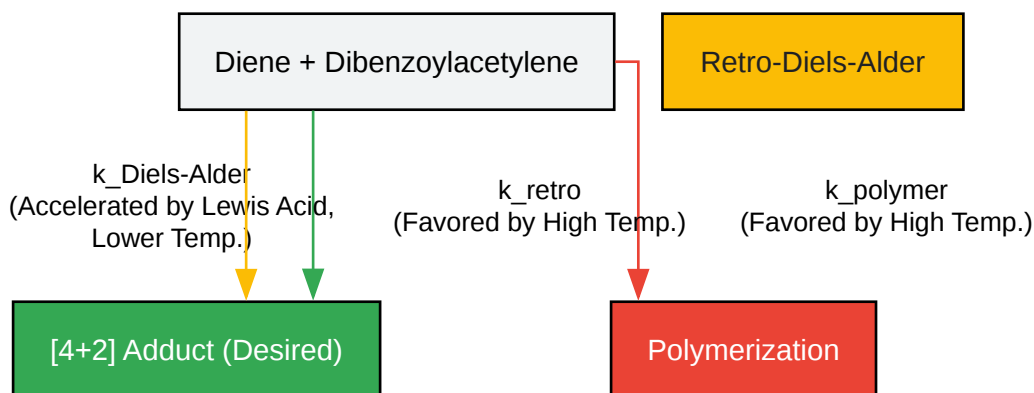 Diene + Dibenzoylacetylene
Retro-Diels-Alder
k_Diels-Alder
(Accelerated by Lewis Acid,
Lower Temp.)
k_retro
(Favored by High Temp.)
k_polymer
(Favored by High Temp.)
[4+2] Adduct (Desired)
Polymerization